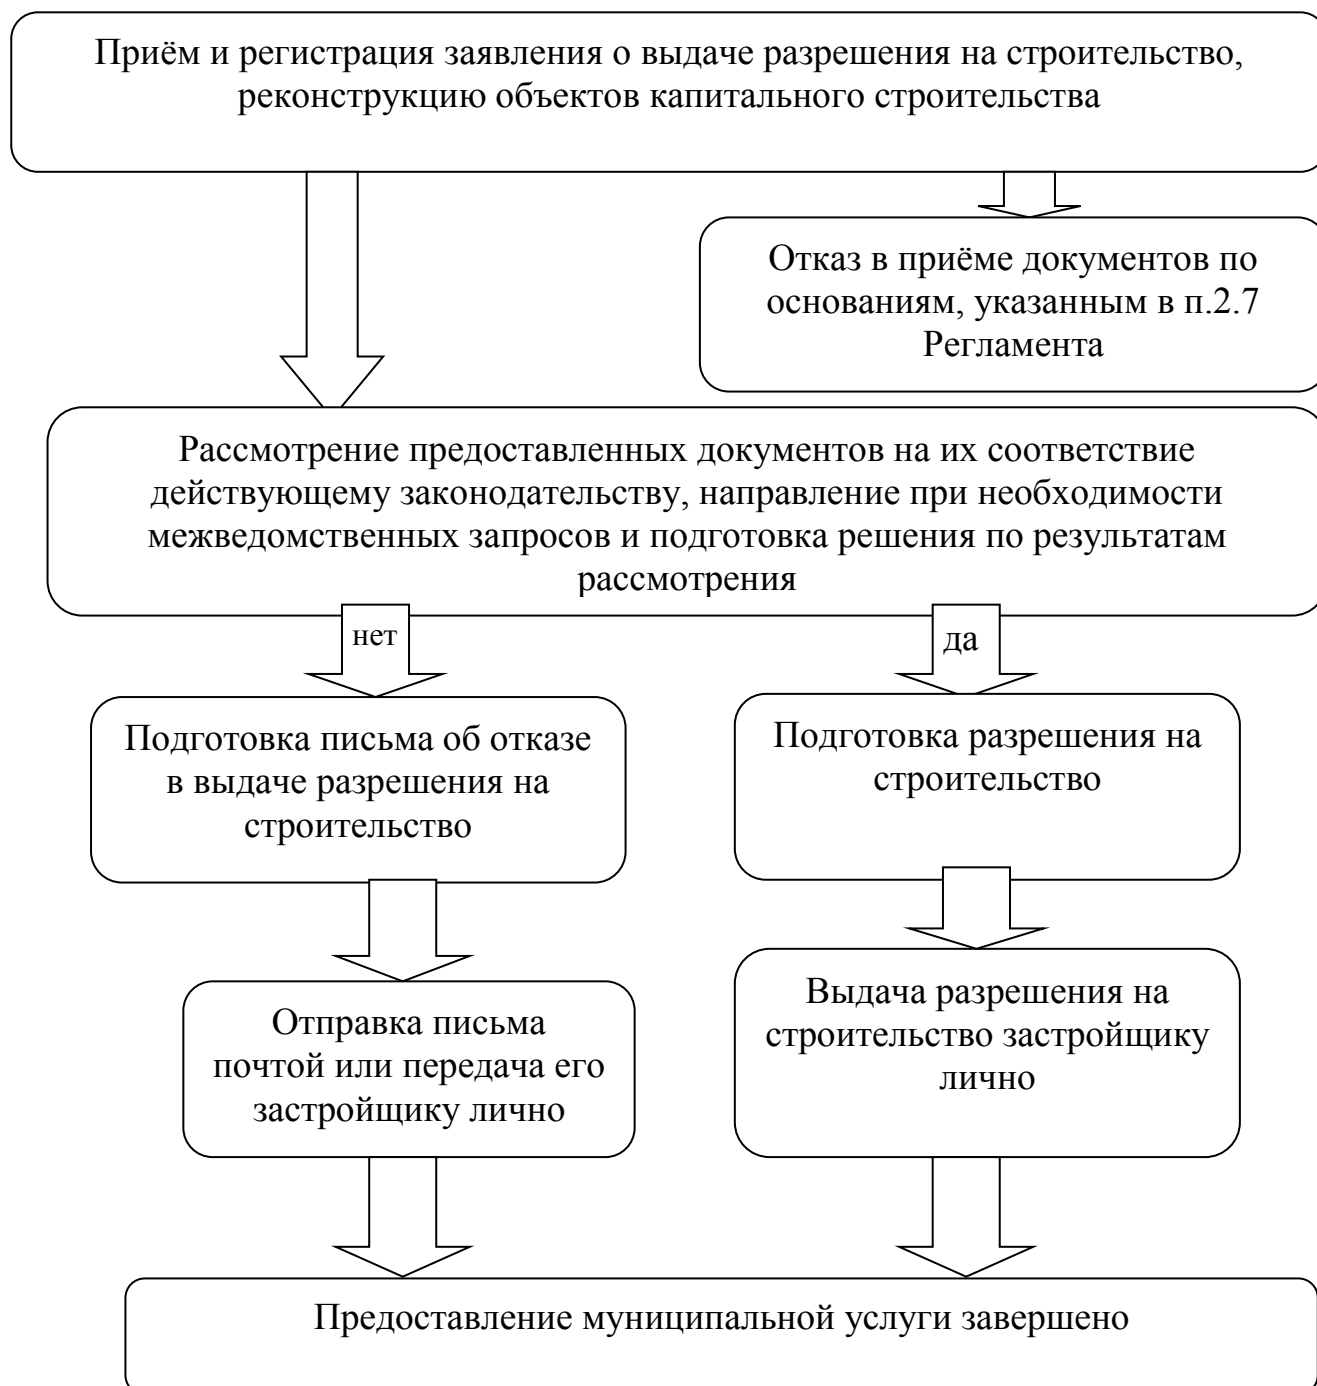 Приём и регистрация заявления о выдаче разрешения на строительство,
реконструкцию объектов капитального строительства
Отказ в приёме документов по
основаниям, указанным в п.2.7
Регламента
Рассмотрение предоставленных документов на их соответствие
действующему законодательству, направление при необходимости
межведомственных запросов и подготовка решения по результатам
рассмотрения
нет
да
Подготовка письма об отказе
в выдаче разрешения на
строительство
Подготовка разрешения на
строительство
Отправка письма
почтой или передача его
застройщику лично
Выдача разрешения на
строительство застройщику
лично
Предоставление муниципальной услуги завершено